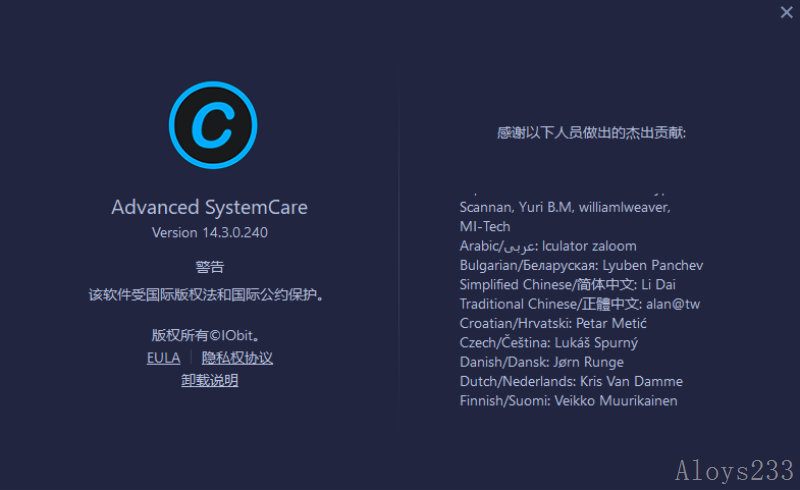 Advanced SystemCare
Version 14.3.0.240
警告
该软件受国际版权法和国际公约保护。
版权所有©IObit。
EULA | 隐私权协议
卸载说明
感谢以下人员做出的杰出贡献:
Scannan, Yuri B.M, williamlweaver,
MI-Tech
Arabic/عربى: lculator zaloom
Bulgarian/Беларуская: Lyuben Panchev
Simplified Chinese/简体中文: Li Dai
Traditional Chinese/正體中文: alan@tw
Croatian/Hrvatski: Petar Metić
Czech/Čeština: Lukáš Spurný
Danish/Dansk: Jørn Runge
Dutch/Nederlands: Kris Van Damme
Finnish/Suomi: Veikko Muurikainen
Aloys233